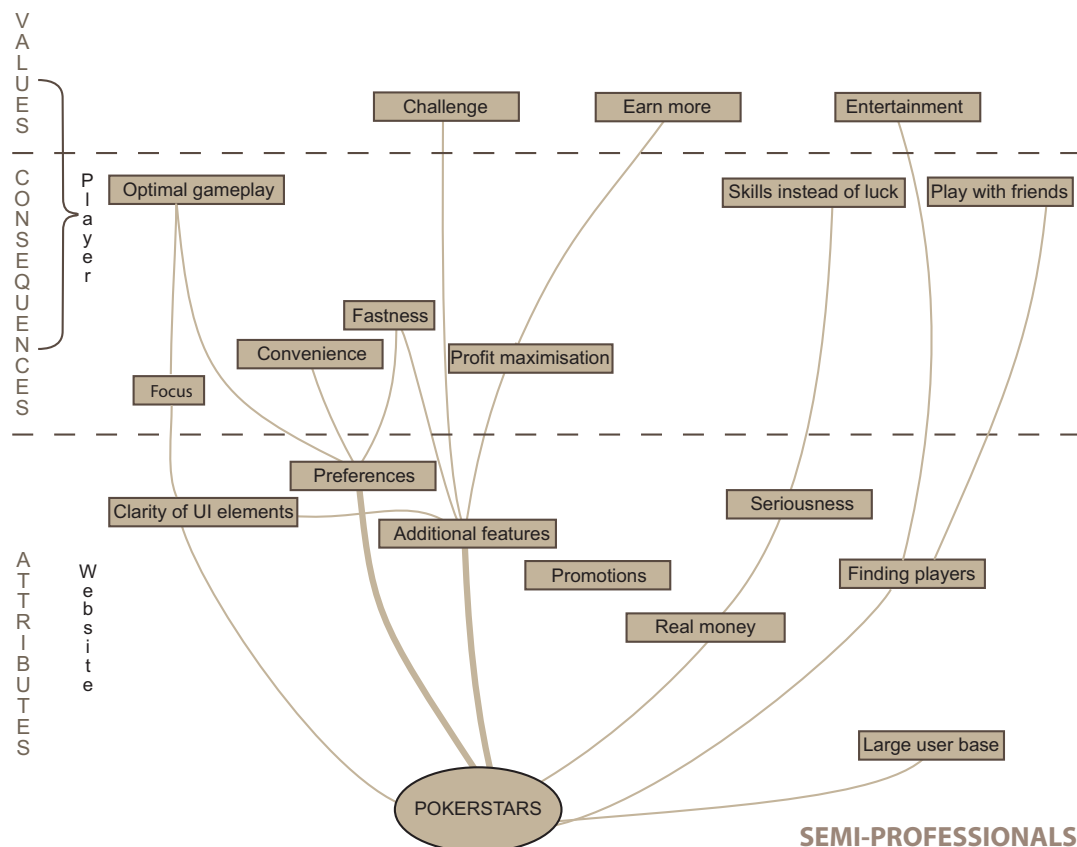 VALUES
Challenge
Earn more
Entertainment
CONSEQUENCES
Player
Optimal gameplay
Skills instead of luck
Play with friends
Fastness
Convenience
Profit maximisation
Focus
Preferences
Clarity of UI elements
Seriousness
Additional features
ATTRIBUTES
Website
Promotions
Finding players
Real money
Large user base
POKERSTARS
SEMI-PROFESSIONALS